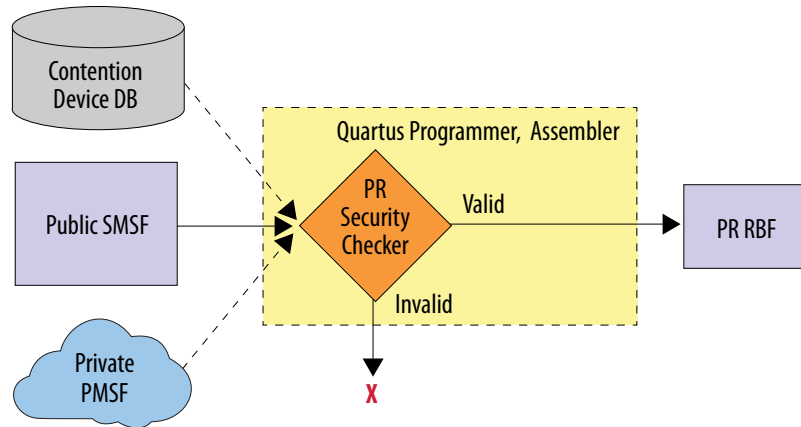 Contention
Device DB
Quartus Programmer, Assembler
Public SMSF
PR
Security
Checker
Valid
PR RBF
Invalid
Private
PMSF
X